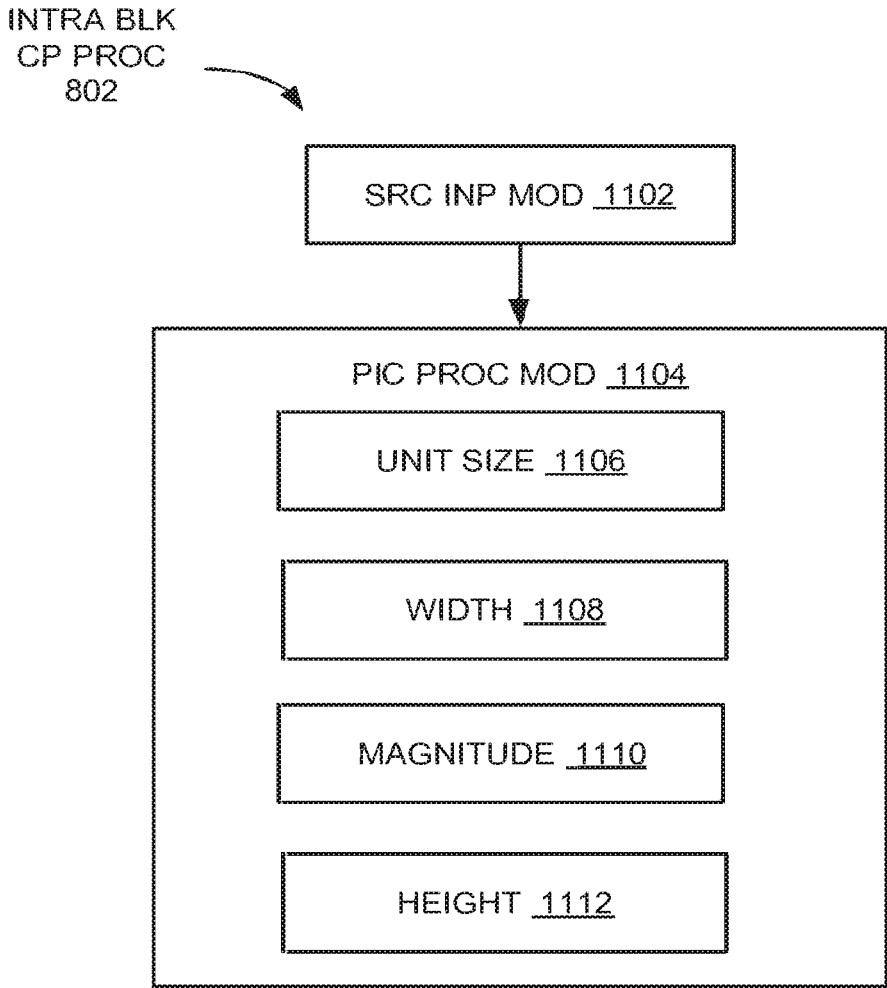 INTRA BLK
CP PROC
802
SRC INP MOD 1102
PIC PROC MOD 1104
UNIT SIZE 1106
WIDTH 1108
MAGNITUDE 1110
HEIGHT 1112